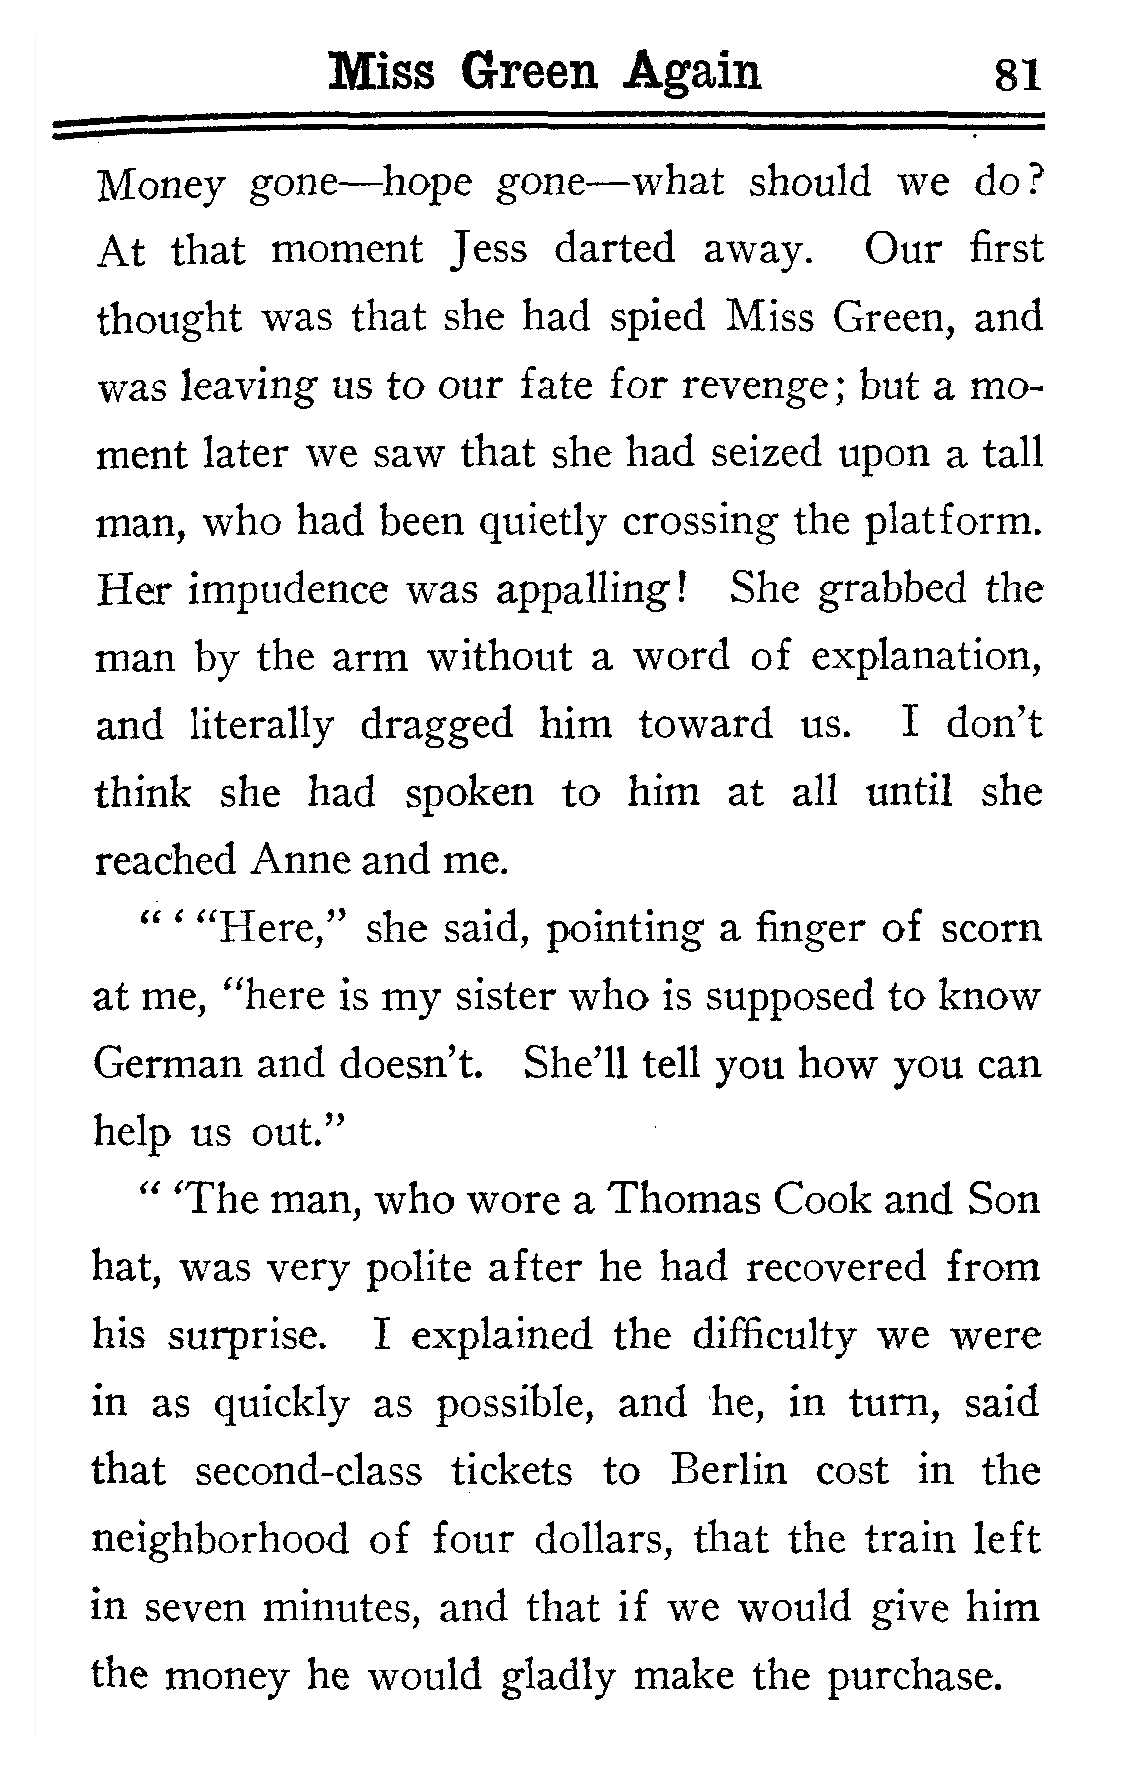 Miss Green Again 81
Money gone—hope gone—what should we do?
At that moment Jess darted away. Our first
thought was that she had spied Miss Green, and
was leaving us to our fate for revenge; but a mo-
ment later we saw that she had seized upon a tall
man, who had been quietly crossing the platform.
Her impudence was appalling! She grabbed the
man by the arm without a word of explanation,
and literally dragged him toward us. I don't
think she had spoken to him at all until she
reached Anne and me.
“ ‘ “Here,” she said, pointing a finger of scorn
at me, “here is my sister who is supposed to know
German and doesn't. She'll tell you how you can
help us out.”
“ ‘The man, who wore a Thomas Cook and Son
hat, was very polite after he had recovered from
his surprise. I explained the difficulty we were
in as quickly as possible, and he, in turn, said
that second-class tickets to Berlin cost in the
neighborhood of four dollars, that the train left
in seven minutes, and that if we would give him
the money he would gladly make the purchase.